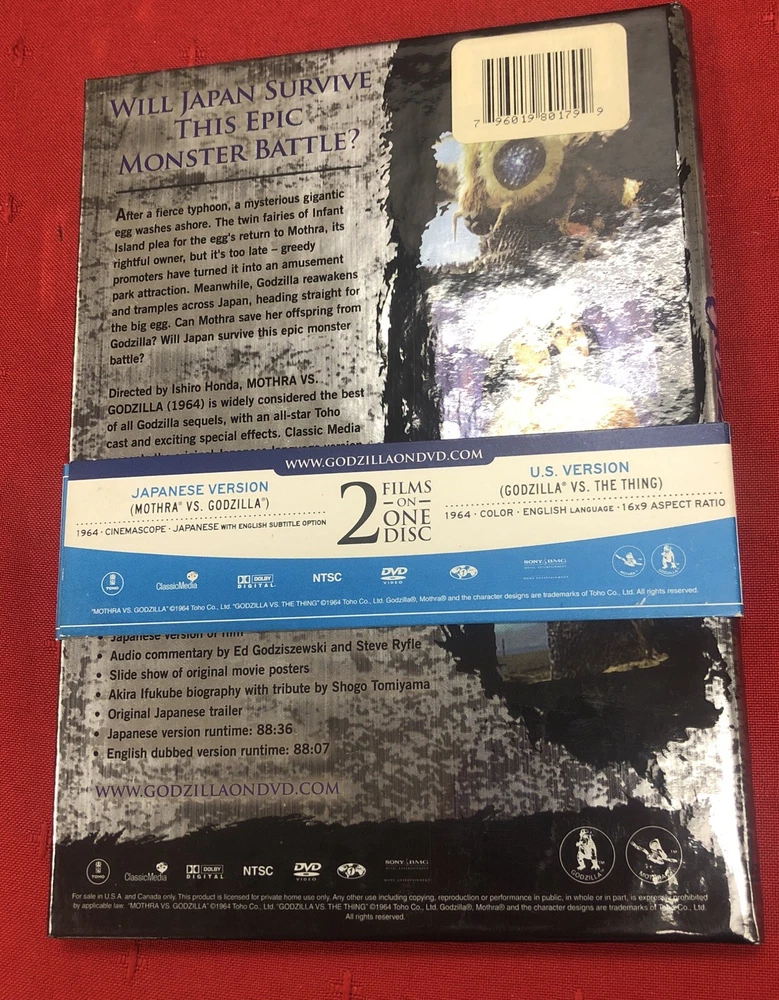 WILL JAPAN SURVIVE
THIS EPIC
MONSTER BATTLE?
After a fierce typhoon, a mysterious gigantic
egg washes ashore. The twin fairies of Infant
Island plea for the egg's return to Mothra, its
rightful owner, but it's too late – greedy
promoters have turned it into an amusement
park attraction. Meanwhile, Godzilla reawakens
and tramples across Japan, heading straight for
the big egg. Can Mothra save her offspring from
Godzilla? Will Japan survive this epic monster
battle?
Directed by Ishiro Honda, MOTHRA VS.
GODZILLA (1964) is widely considered the best
of all Godzilla sequels, with an all-star Toho
cast and exciting special effects. Classic Media
7 96019 80179 9
WWW.GODZILLAONDVD.COM
JAPANESE VERSION
(MOTHRA® VS. GODZILLA®)
1964 · CINEMASCOPE · JAPANESE WITH ENGLISH SUBTITLE OPTION
2 FILMS
ON
ONE
DISC
U.S. VERSION
(GODZILLA® VS. THE THING)
1964 · COLOR · ENGLISH LANGUAGE · 16x9 ASPECT RATIO
TOHO ClassicMedia DOLBY DIGITAL NTSC DVD VIDEO SONY BMG
"MOTHRA VS. GODZILLA" ©1964 Toho Co., Ltd. "GODZILLA VS. THE THING" ©1964 Toho Co., Ltd. Godzilla®, Mothra® and the character designs are trademarks of Toho Co., Ltd. All rights reserved.
• Japanese version of film
• Audio commentary by Ed Godziszewski and Steve Ryfle
• Slide show of original movie posters
• Akira Ifukube biography with tribute by Shogo Tomiyama
• Original Japanese trailer
• Japanese version runtime: 88:36
• English dubbed version runtime: 88:07
WWW.GODZILLAONDVD.COM
TOHO ClassicMedia DOLBY DIGITAL NTSC DVD VIDEO SONY BMG GODZILLA MOTHRA
For sale in U.S.A. and Canada only. This product is licensed for private home use only. Any other use including copying, reproduction or performance in public, in whole or in part, is expressly prohibited
by applicable law. "MOTHRA VS. GODZILLA" ©1964 Toho Co., Ltd. "GODZILLA VS. THE THING" ©1964 Toho Co., Ltd. Godzilla®, Mothra® and the character designs are trademarks of Toho Co., Ltd.
All rights reserved.